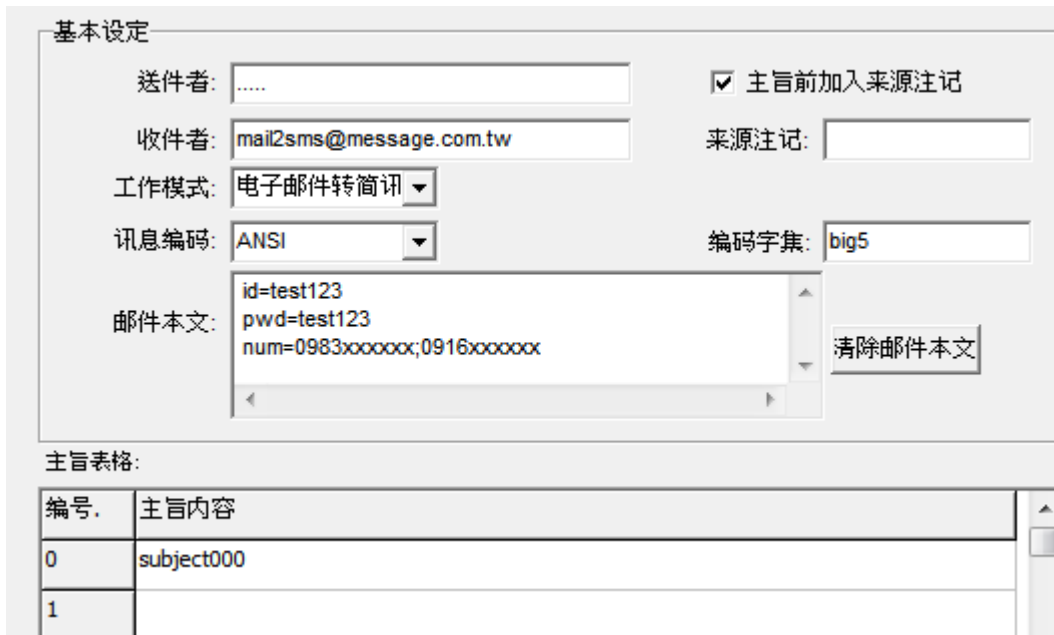 基本设定
送件者: .....
主旨前加入来源注记
收件者: mail2sms@message.com.tw
来源注记:
工作模式: 电子邮件转简讯
讯息编码: ANSI
编码字集: big5
邮件本文:
id=test123
pwd=test123
num=0983xxxxxx;0916xxxxxx
清除邮件本文
主旨表格:
编号. 主旨内容
0 subject000
1